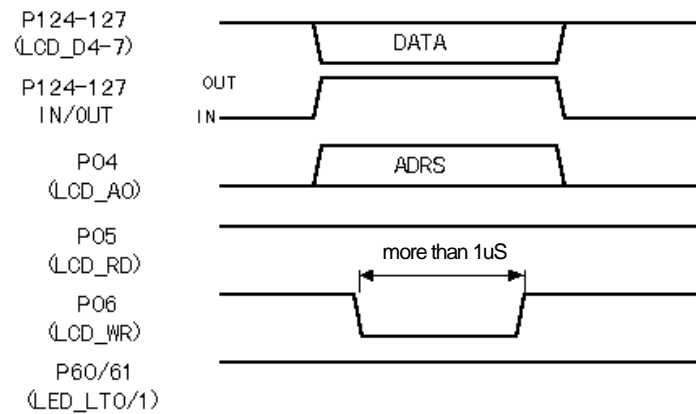 P124-127
(LCD_D4-7)
DATA
P124-127
IN/OUT
OUT
IN
P04
(LCD_A0)
ADRS
P05
(LCD_RD)
more than 1uS
P06
(LCD_WR)
P60/61
(LED_LT0/1)